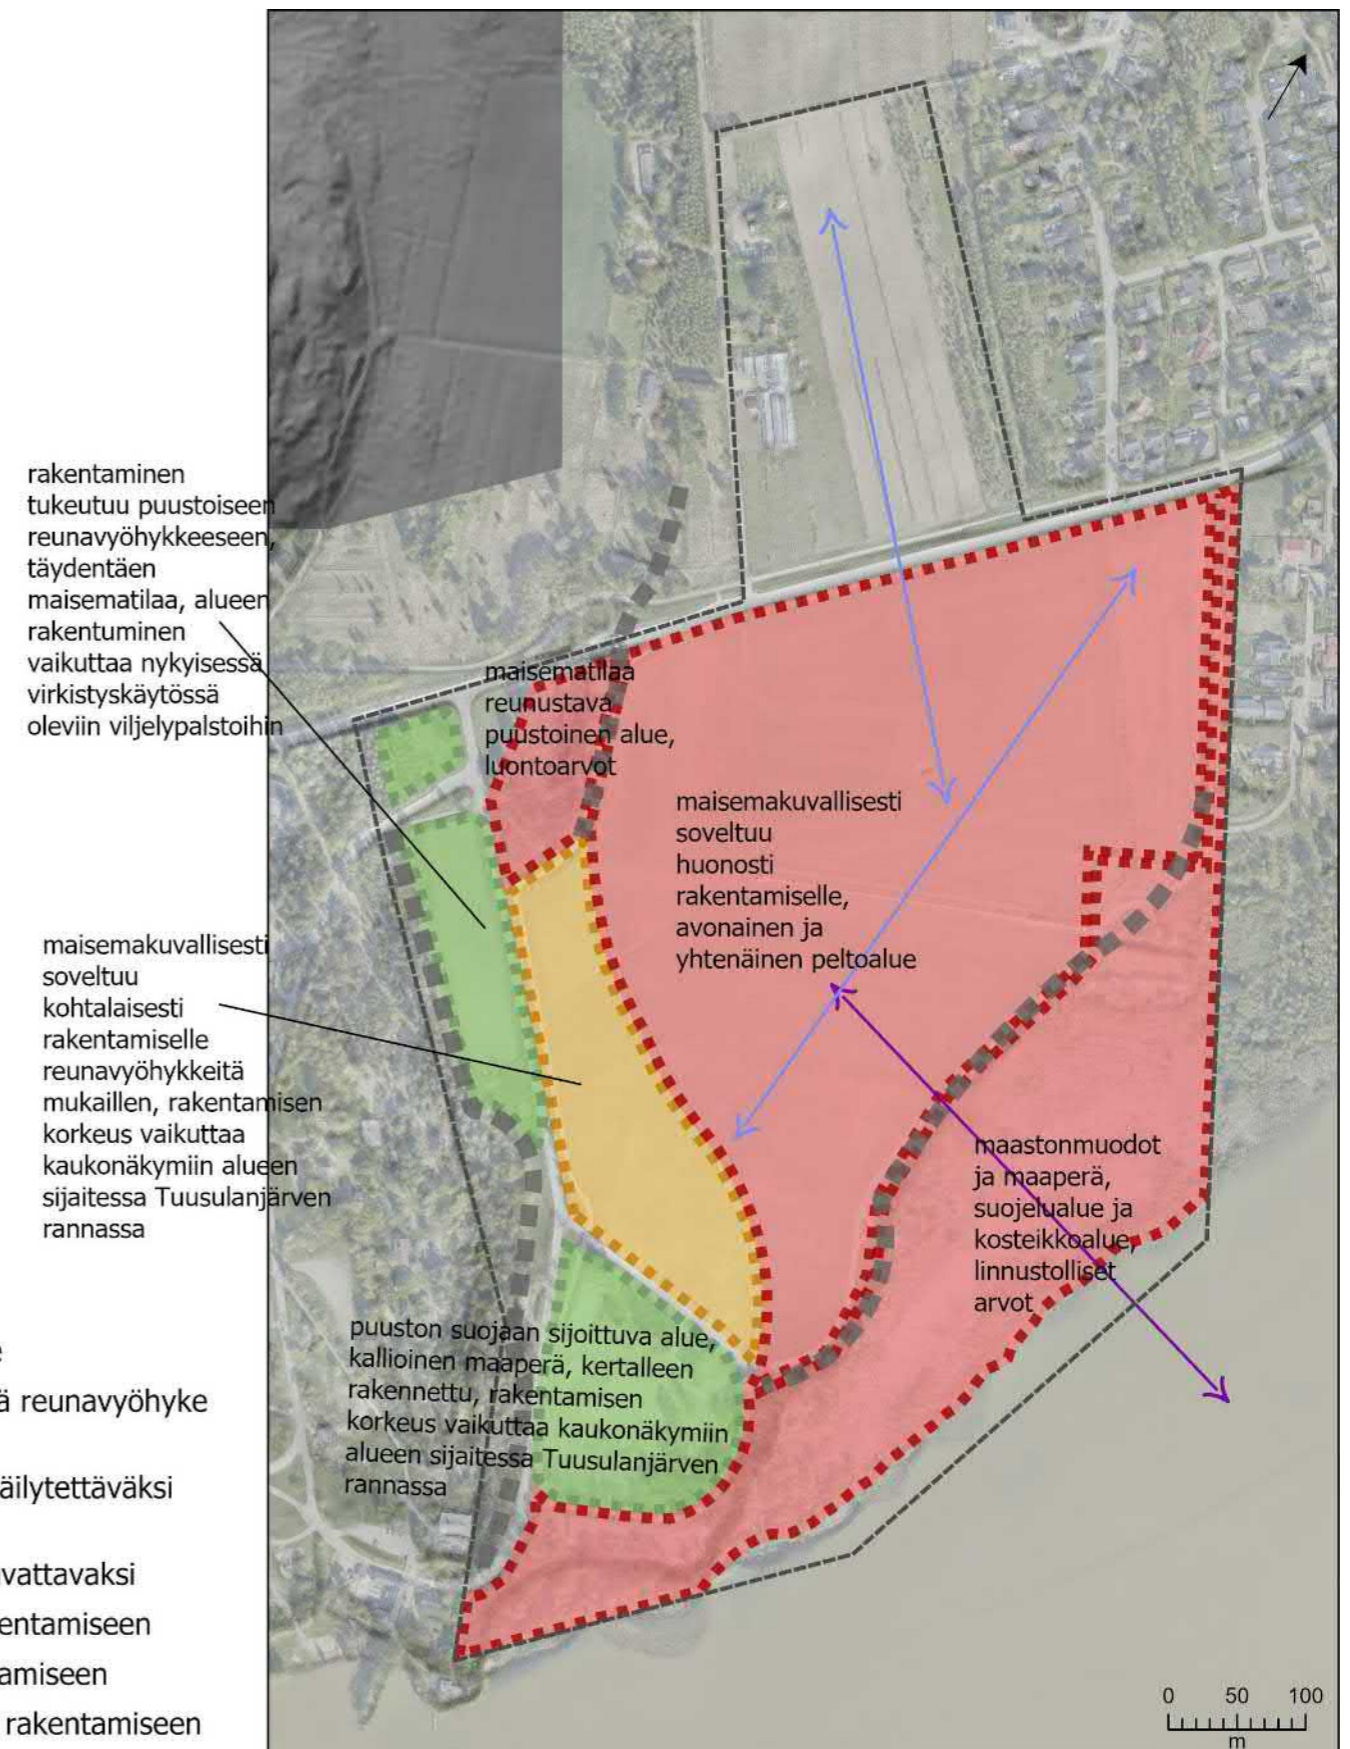 rakentaminen
tukeutuu puustoiseen
reunavyöhykkeeseen,
täydentäen
maisematilaa, alueen
rakentuminen
vaikuttaa nykyisessä
virkistyskäytössä
oleviin viljelypalstoihin
maisematilaa
reunustava
puustoinen alue,
luontoarvot
maisemakuvallisesti
soveltuu
huonosti
rakentamiselle,
avonainen ja
yhtenäinen peltoalue
maisemakuvallisesti
soveltuu
kohtalaisesti
rakentamiselle
reunavyöhykkeitä
mukaillen, rakentamisen
korkeus vaikuttaa
kaukonäkymiin alueen
sijaitessa Tuusulanjärven
rannassa
maastonmuodot
ja maaperä,
suojelualue ja
kosteikkoalue,
linnustolliset
arvot
puuston suojaan sijoittuva alue,
kallioinen maaperä, kertalleen
rakennettu, rakentamisen
korkeus vaikuttaa kaukonäkymiin
alueen sijaitessa Tuusulanjärven
rannassa
reunavyöhyke
äilytettäväksi
vattavaksi
entamiseen
amiseen
rakentamiseen
0 50 100
m